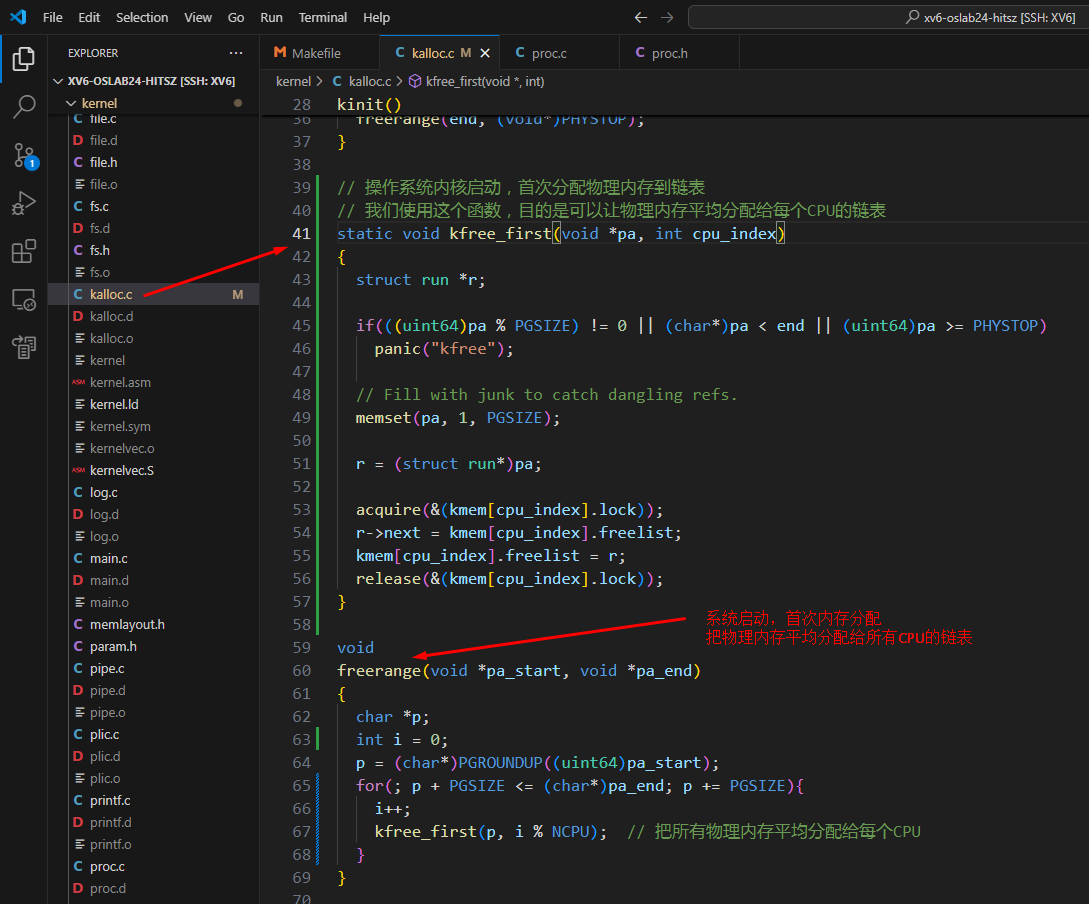 File Edit Selection View Go Run Terminal Help
xv6-oslab24-hitsz [SSH: XV6]
EXPLORER ···
Makefile
kalloc.c M
proc.c
proc.h
XV6-OSLAB24-HITSZ [SSH: XV6]
kernel > C kalloc.c > kfree_first(void *, int)
kernel
file.c
file.d
file.h
file.o
fs.c
fs.d
fs.h
fs.o
kalloc.c M
kalloc.d
kalloc.o
kernel
kernel.asm
kernel.ld
kernel.sym
kernelvec.o
kernelvec.S
log.c
log.d
log.o
main.c
main.d
main.o
memlayout.h
param.h
pipe.c
pipe.d
pipe.o
plic.c
plic.d
plic.o
printf.c
printf.d
printf.o
proc.c
proc.d
1
28 kinit()
36 freerange(end, (void*)PHYSTOP);
37 }
38
39 // 操作系统内核启动，首次分配物理内存到链表
40 // 我们使用这个函数，目的是可以让物理内存平均分配给每个CPU的链表
41 static void kfree_first(void *pa, int cpu_index)
42 {
43 struct run *r;
44
45 if(((uint64)pa % PGSIZE) != 0 || (char*)pa < end || (uint64)pa >= PHYSTOP)
46 panic("kfree");
47
48 // Fill with junk to catch dangling refs.
49 memset(pa, 1, PGSIZE);
50
51 r = (struct run*)pa;
52
53 acquire(&(kmem[cpu_index].lock));
54 r->next = kmem[cpu_index].freelist;
55 kmem[cpu_index].freelist = r;
56 release(&(kmem[cpu_index].lock));
57 }
58
系统启动，首次内存分配
把物理内存平均分配给所有CPU的链表
59 void
60 freerange(void *pa_start, void *pa_end)
61 {
62 char *p;
63 int i = 0;
64 p = (char*)PGROUNDUP((uint64)pa_start);
65 for(; p + PGSIZE <= (char*)pa_end; p += PGSIZE){
66 i++;
67 kfree_first(p, i % NCPU); // 把所有物理内存平均分配给每个CPU
68 }
69 }
70